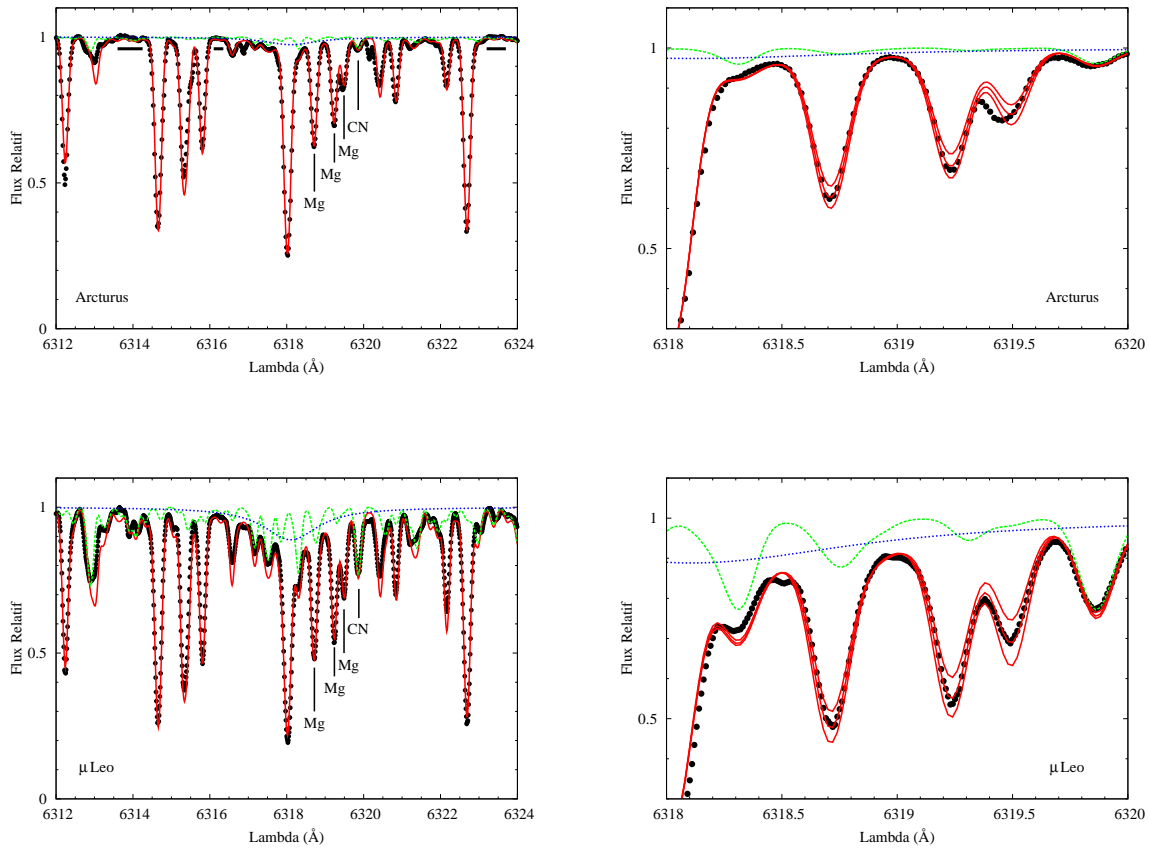 1
0.5
0
Flux Relatif
6312 6314 6316 6318 6320 6322 6324
Lambda (Å)
Arcturus
Mg
Mg
Mg
CN
1
0.5
Flux Relatif
6318 6318.5 6319 6319.5 6320
Lambda (Å)
Arcturus
1
0.5
0
Flux Relatif
6312 6314 6316 6318 6320 6322 6324
Lambda (Å)
μ Leo
Mg
Mg
Mg
CN
1
0.5
Flux Relatif
6318 6318.5 6319 6319.5 6320
Lambda (Å)
μ Leo